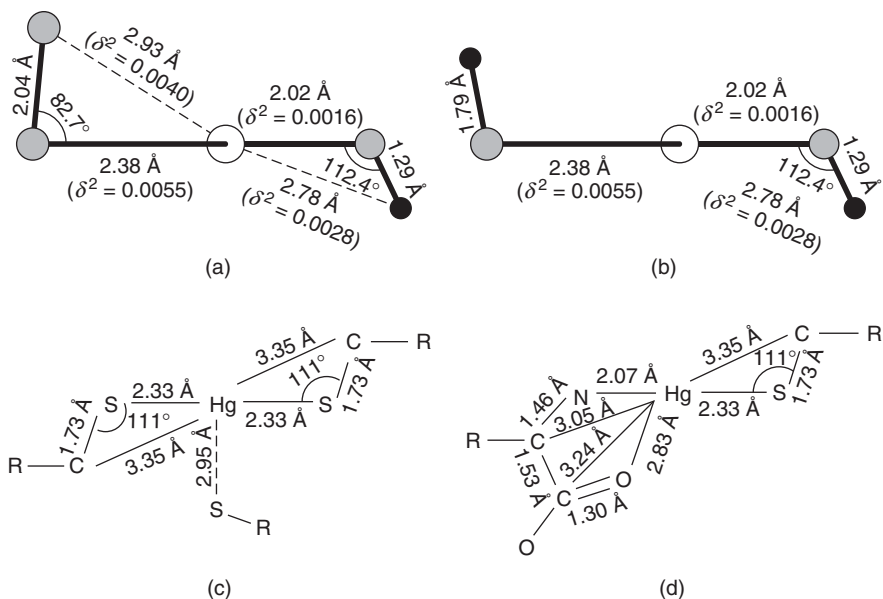 2.04 Å
82.7°
2.93 Å
(δ² = 0.0040)
2.38 Å
(δ² = 0.0055)
2.02 Å
(δ² = 0.0016)
112.4°
1.29 Å
2.78 Å
(δ² = 0.0028)
(a)
1.79 Å
2.38 Å
(δ² = 0.0055)
2.02 Å
(δ² = 0.0016)
112.4°
1.29 Å
2.78 Å
(δ² = 0.0028)
(b)
R
C
1.73 Å
S
111°
2.33 Å
3.35 Å
Hg
3.35 Å
C
R
111°
1.73 Å
2.33 Å
S
2.95 Å
S
R
(c)
R
C
1.46 Å
N
2.07 Å
3.05 Å
Hg
3.35 Å
C
R
111°
1.73 Å
2.33 Å
S
3.24 Å
2.83 Å
1.53 Å
C
O
1.30 Å
O
(d)